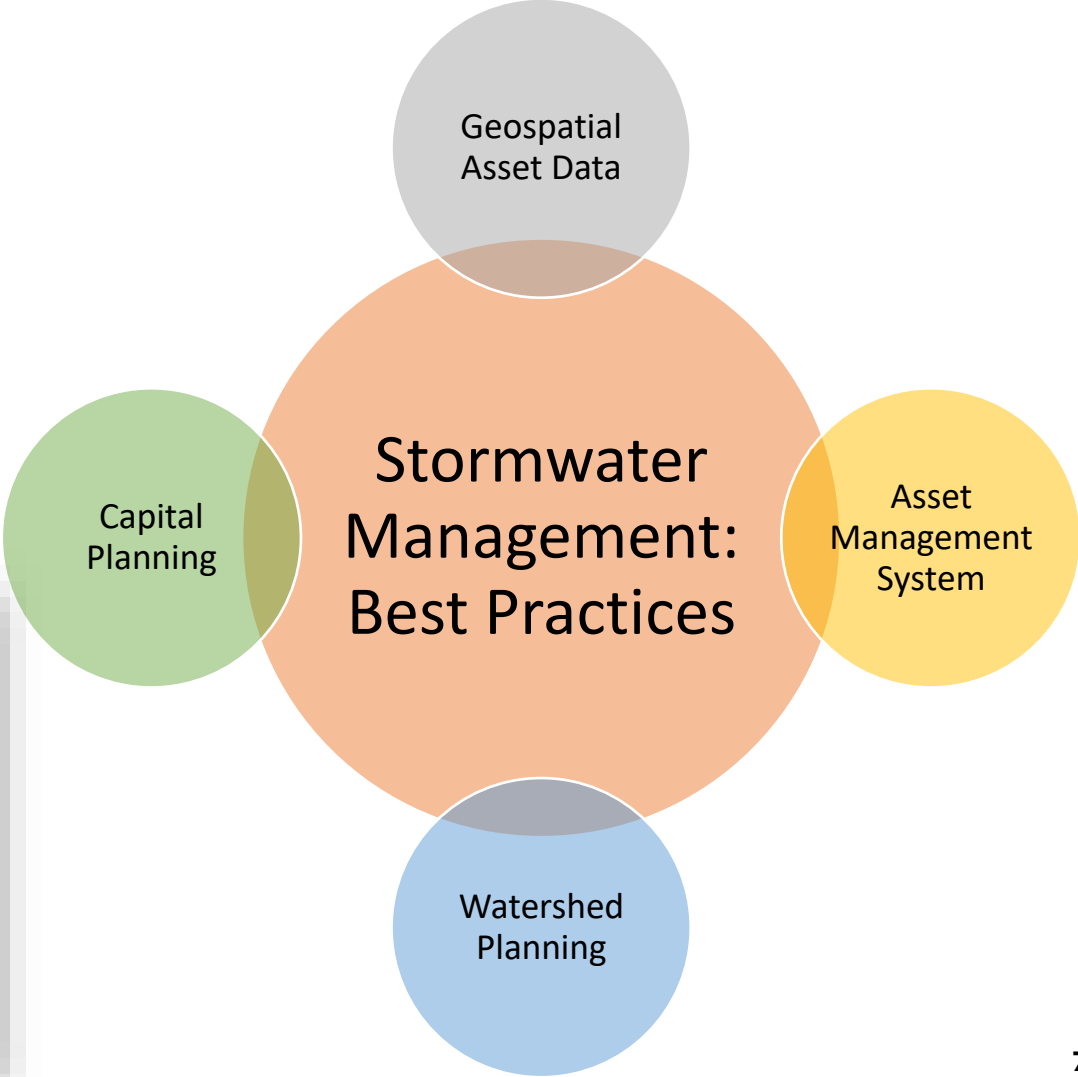 Geospatial
Asset Data
Stormwater
Management:
Best Practices
Capital
Planning
Asset
Management
System
Watershed
Planning